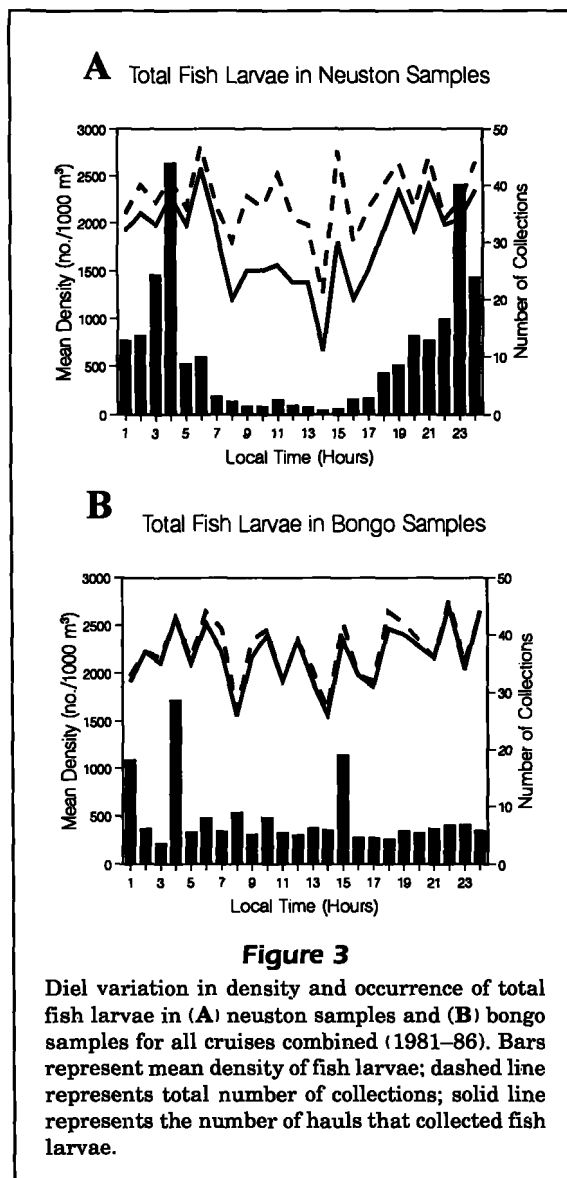 A Total Fish Larvae in Neuston Samples
Mean Density (no./1000 m³)
3000
2500
2000
1500
1000
500
0
50
40
30
20
10
0
Number of Collections
1 3 5 7 9 11 13 15 17 19 21 23
Local Time (Hours)
B Total Fish Larvae in Bongo Samples
Mean Density (no./1000 m³)
3000
2500
2000
1500
1000
500
0
50
40
30
20
10
0
Number of Collections
1 3 5 7 9 11 13 15 17 19 21 23
Local Time (Hours)
Figure 3
Diel variation in density and occurrence of total
fish larvae in (A) neuston samples and (B) bongo
samples for all cruises combined (1981–86). Bars
represent mean density of fish larvae; dashed line
represents total number of collections; solid line
represents the number of hauls that collected fish
larvae.